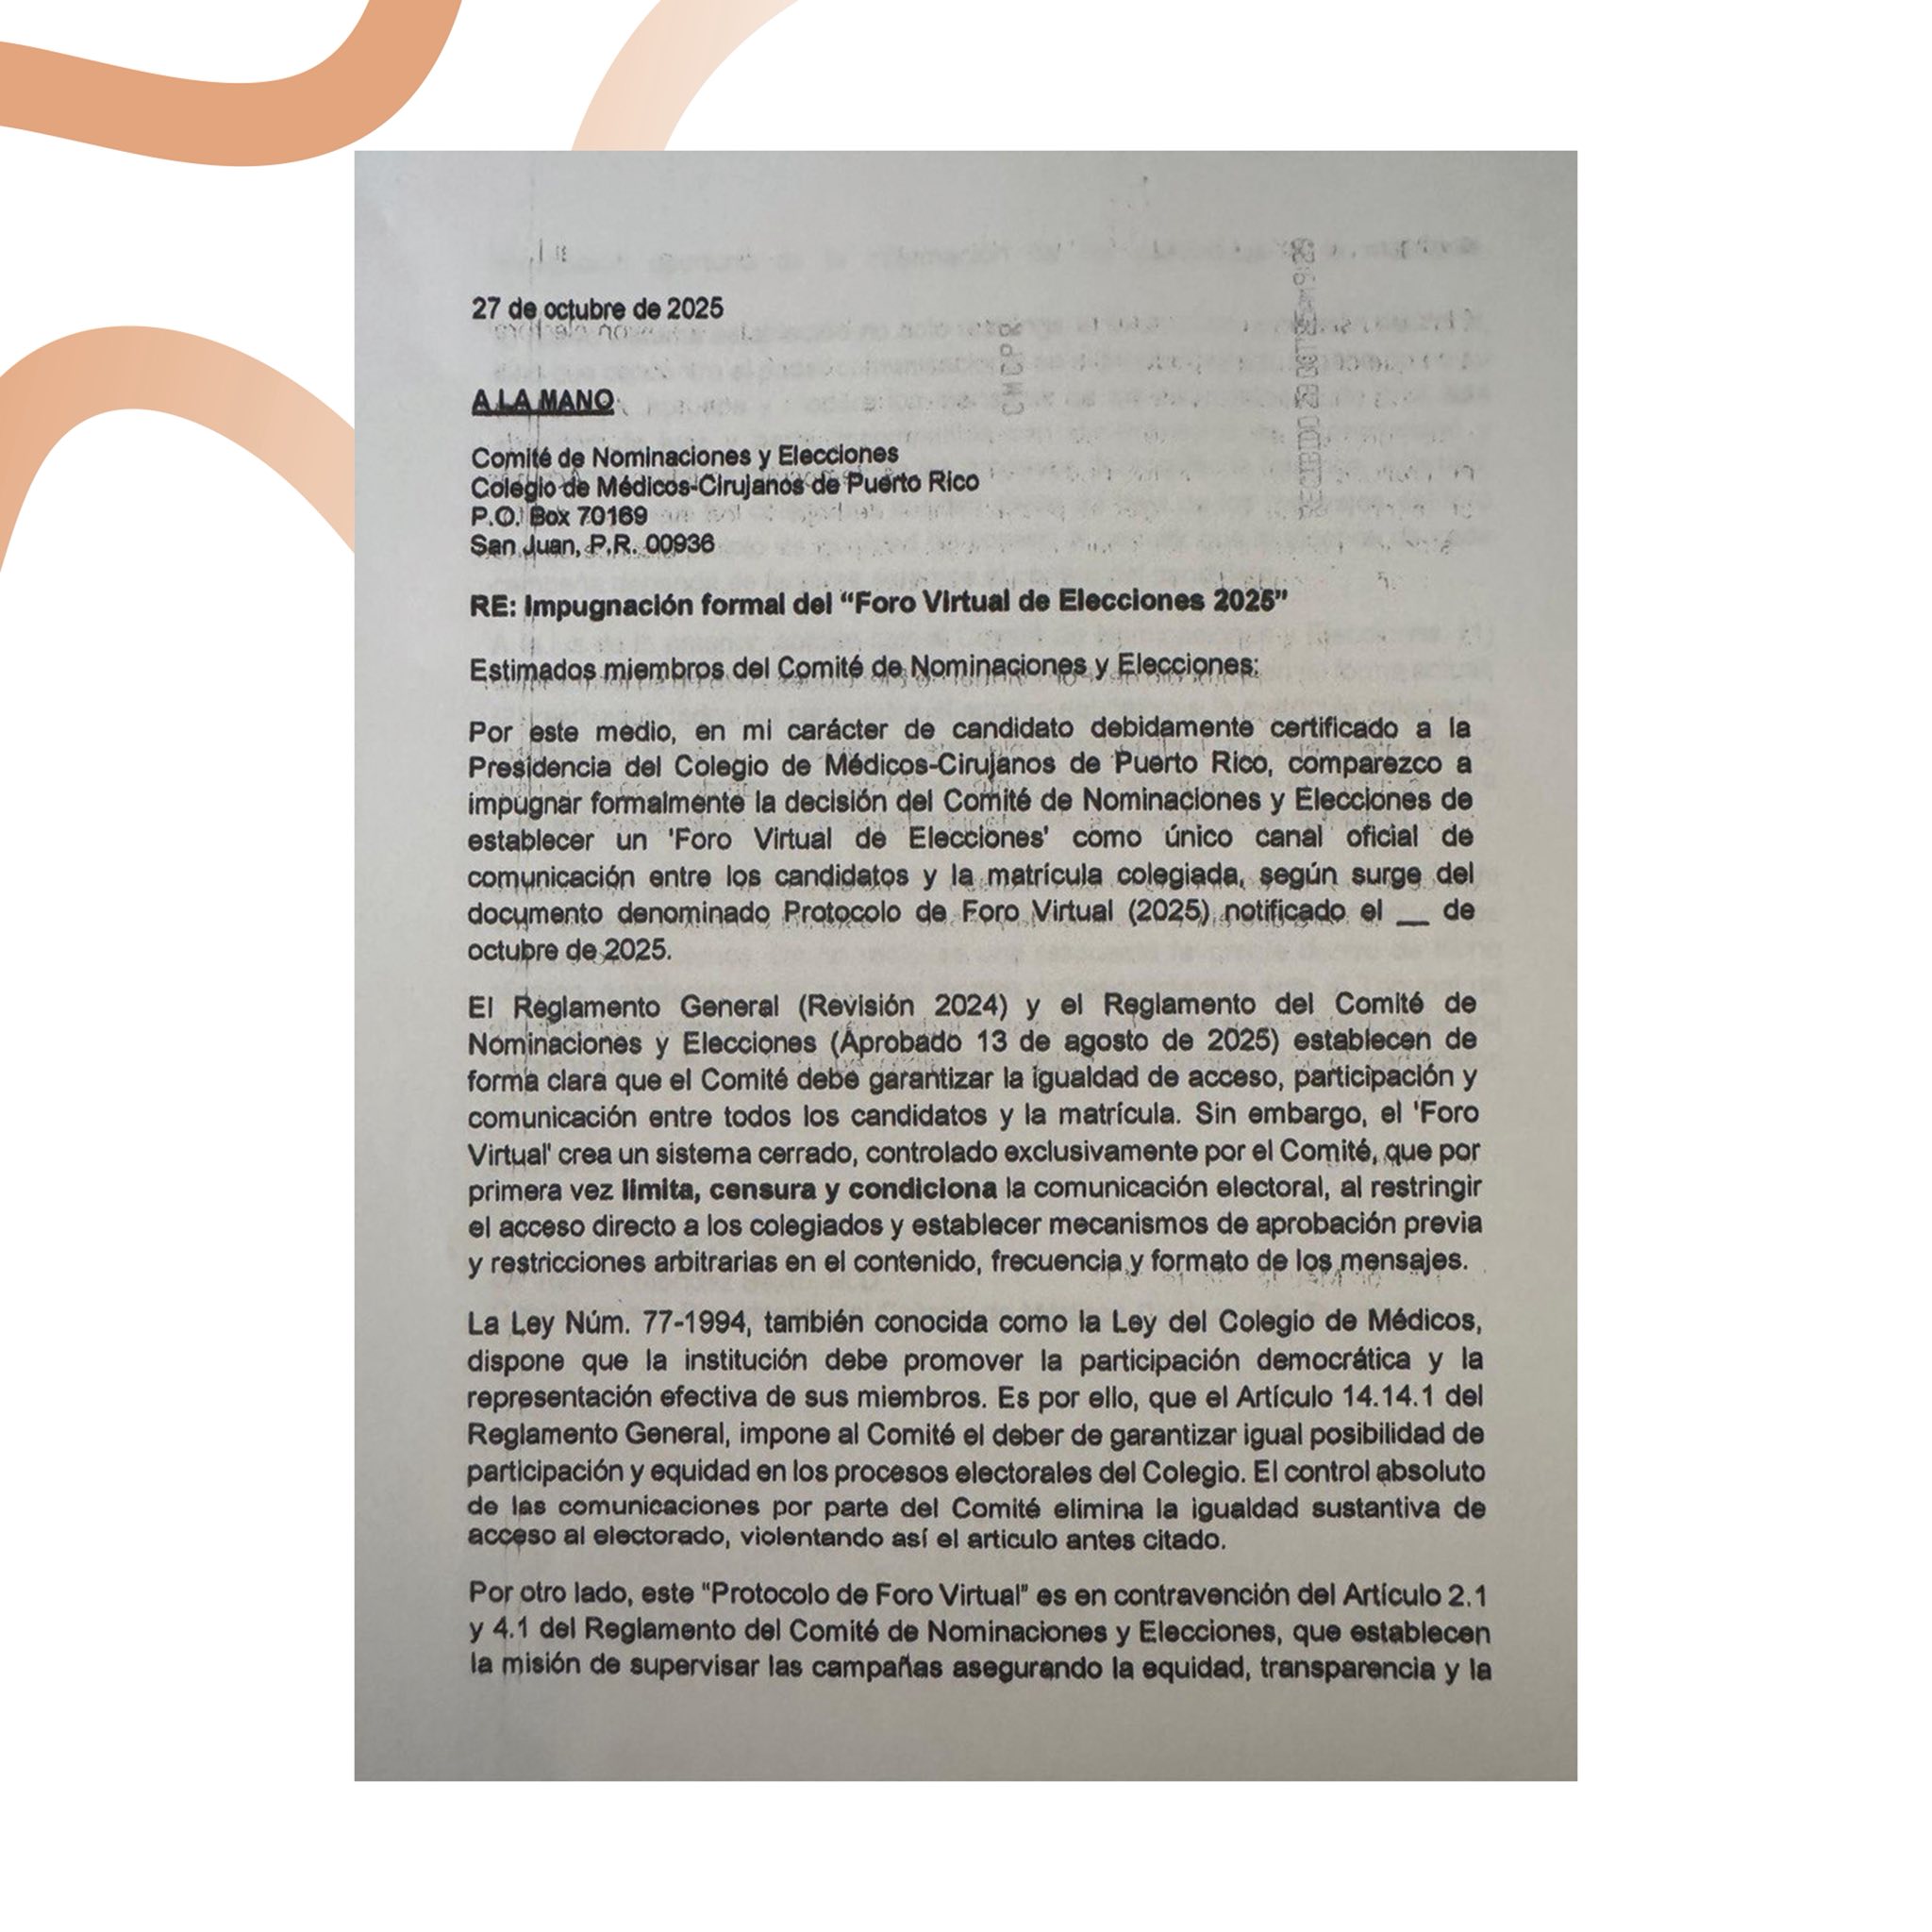 27 de octubre de 2025
A LA MANO
Comité de Nominaciones y Elecciones
Colegio de Médicos-Cirujanos de Puerto Rico
P.O. Box 70169
San Juan, P.R. 00936
RE: Impugnación formal del “Foro Virtual de Elecciones 2025”
Estimados miembros del Comité de Nominaciones y Elecciones:
Por este medio, en mi carácter de candidato debidamente certificado a la
Presidencia del Colegio de Médicos-Cirujanos de Puerto Rico, comparezco a
impugnar formalmente la decisión del Comité de Nominaciones y Elecciones de
establecer un 'Foro Virtual de Elecciones' como único canal oficial de
comunicación entre los candidatos y la matrícula colegiada, según surge del
documento denominado Protocolo de Foro Virtual (2025) notificado el __ de
octubre de 2025.
El Reglamento General (Revisión 2024) y el Reglamento del Comité de
Nominaciones y Elecciones (Aprobado 13 de agosto de 2025) establecen de
forma clara que el Comité debe garantizar la igualdad de acceso, participación y
comunicación entre todos los candidatos y la matrícula. Sin embargo, el 'Foro
Virtual' crea un sistema cerrado, controlado exclusivamente por el Comité, que por
primera vez limita, censura y condiciona la comunicación electoral, al restringir
el acceso directo a los colegiados y establecer mecanismos de aprobación previa
y restricciones arbitrarias en el contenido, frecuencia y formato de los mensajes.
La Ley Núm. 77-1994, también conocida como la Ley del Colegio de Médicos,
dispone que la institución debe promover la participación democrática y la
representación efectiva de sus miembros. Es por ello, que el Artículo 14.14.1 del
Reglamento General, impone al Comité el deber de garantizar igual posibilidad de
participación y equidad en los procesos electorales del Colegio. El control absoluto
de las comunicaciones por parte del Comité elimina la igualdad sustantiva de
acceso al electorado, violentando así el articulo antes citado.
Por otro lado, este “Protocolo de Foro Virtual” es en contravención del Artículo 2.1
y 4.1 del Reglamento del Comité de Nominaciones y Elecciones, que establecen
la misión de supervisar las campañas asegurando la equidad, transparencia y la
CMCPR